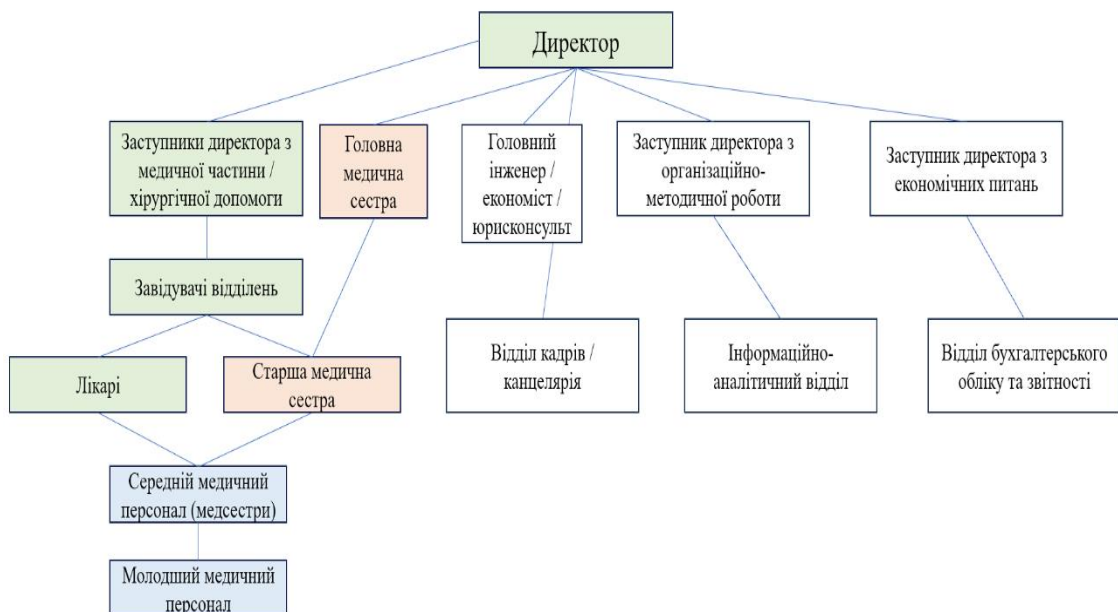 Директор
Заступники директора з
медичної частини /
хірургічної допомоги
Головна
медична
сестра
Головний
інженер /
економіст /
юрисконсульт
Заступник директора з
організаційно-
методичної роботи
Заступник директора з
економічних питань
Завідувачі відділень
Лікарі
Старша медична
сестра
Відділ кадрів /
канцелярія
Інформаційно-
аналітичний відділ
Відділ бухгалтерського
обліку та звітності
Середній медичний
персонал (медсестри)
Молодший медичний
персонал